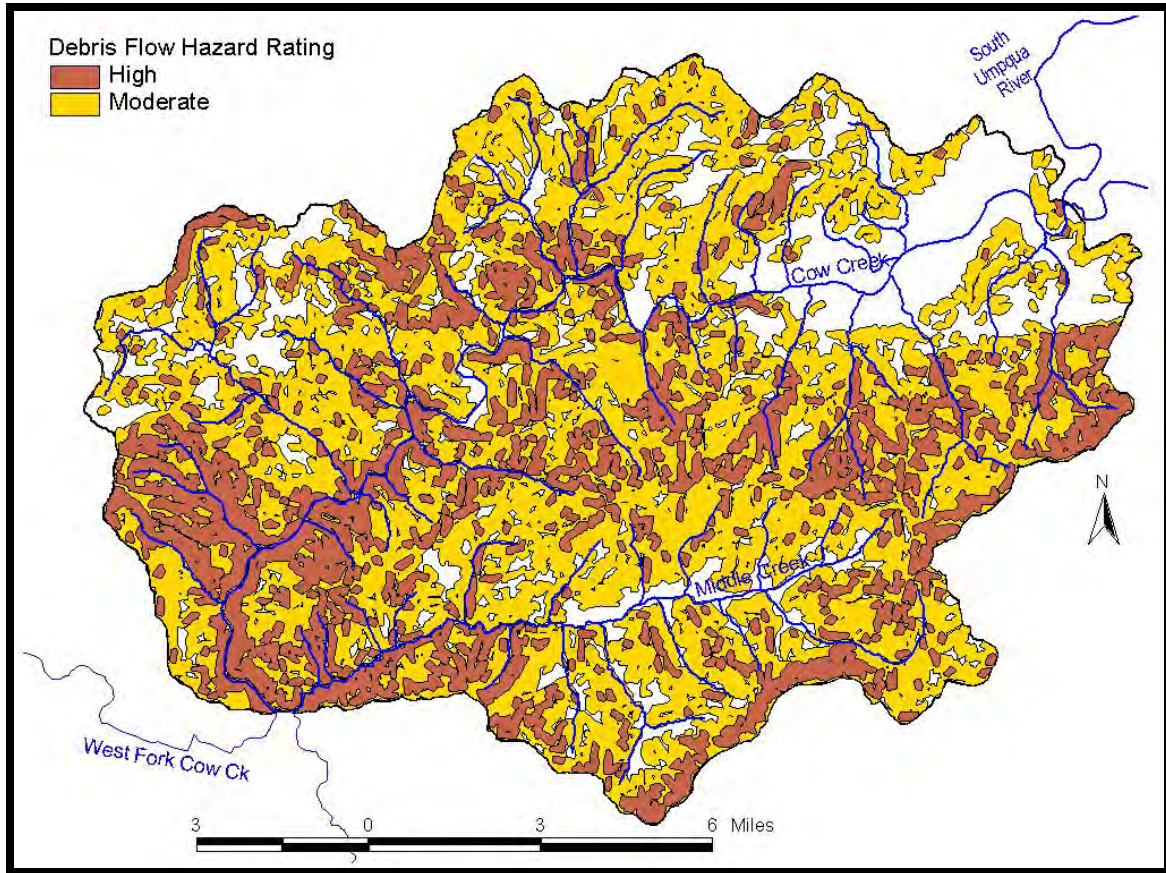 Debris Flow Hazard Rating
High
Moderate
South
Umpqua
River
Cow Creek
N
Middle Creek
West Fork Cow Ck
3 0 3 6 Miles